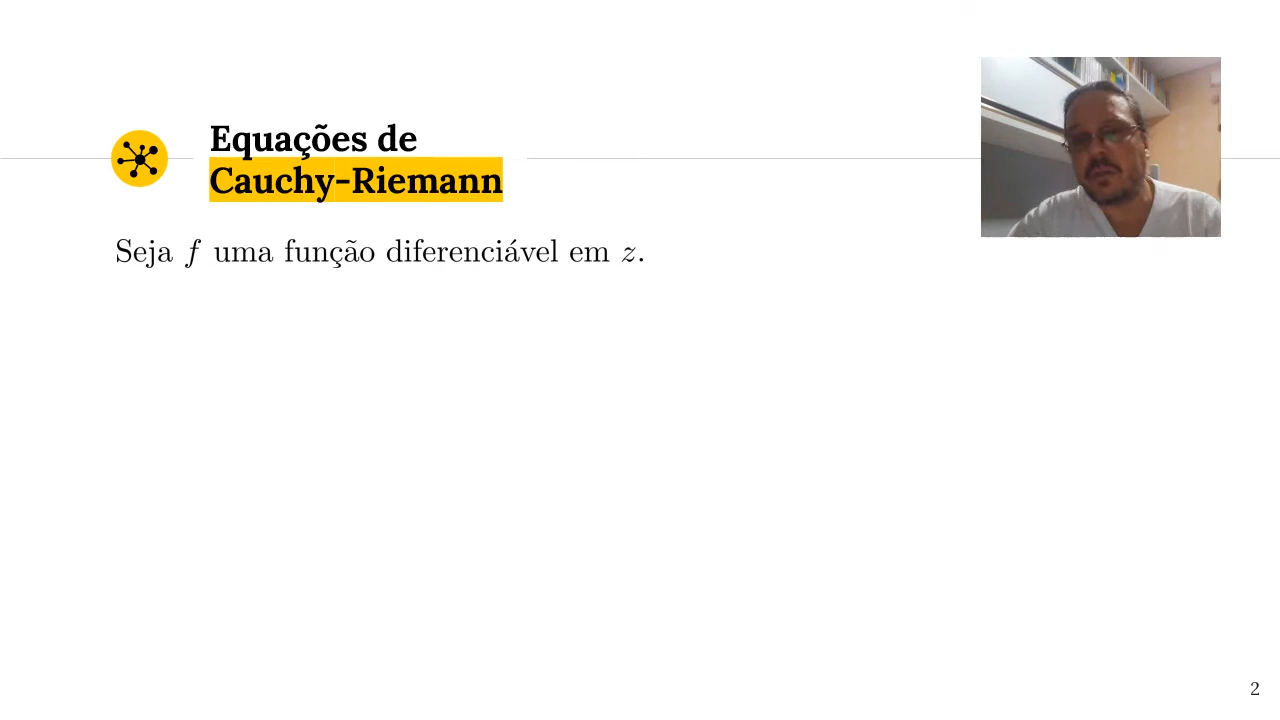 Equações de
Cauchy-Riemann
Seja f uma função diferenciável em z.
2